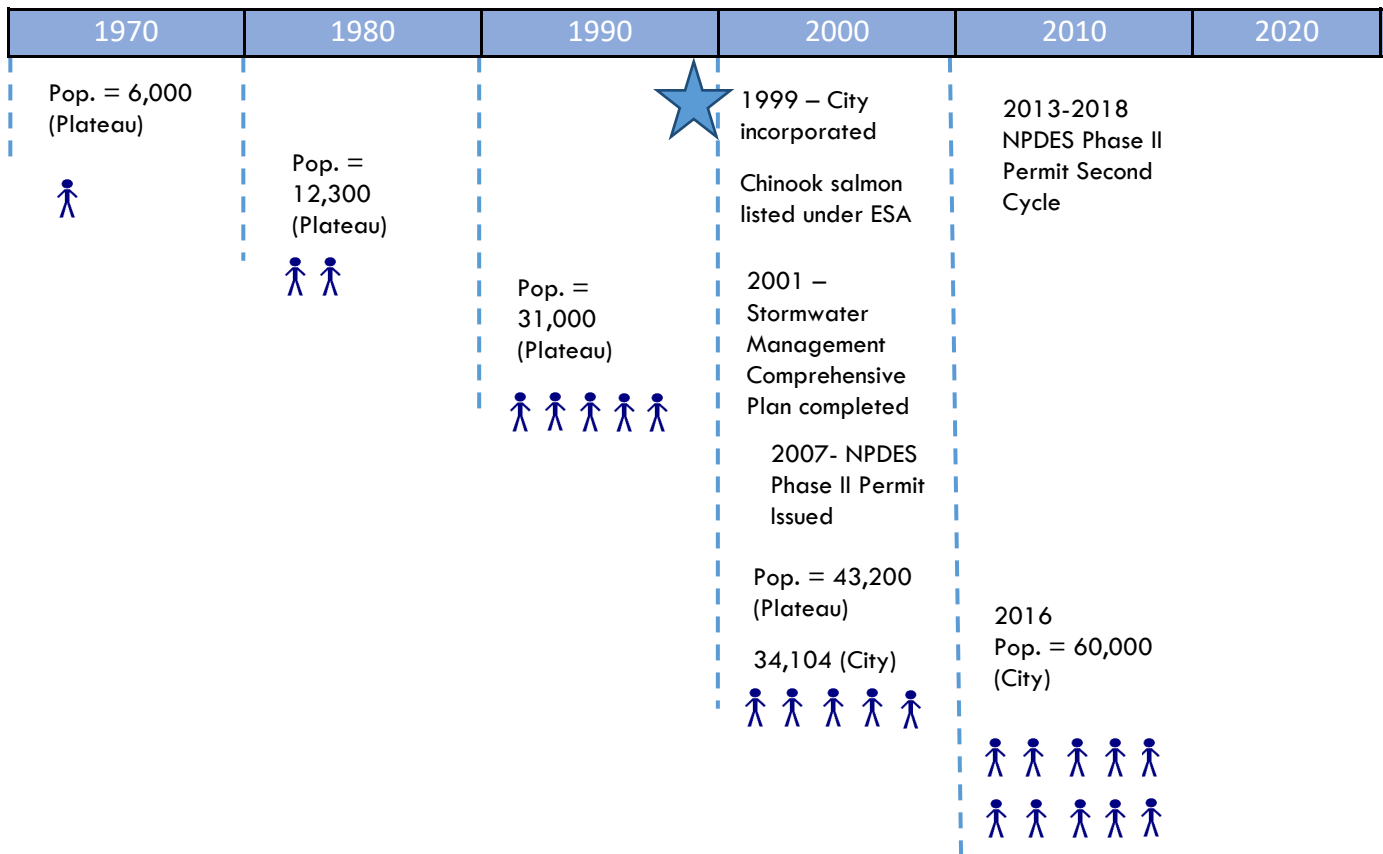 1970
1980
1990
2000
2010
2020
Pop. = 6,000
(Plateau)
Pop. =
12,300
(Plateau)
Pop. =
31,000
(Plateau)
1999 – City
incorporated
Chinook salmon
listed under ESA
2001 –
Stormwater
Management
Comprehensive
Plan completed
2007- NPDES
Phase II Permit
Issued
Pop. = 43,200
(Plateau)
34,104 (City)
2013-2018
NPDES Phase II
Permit Second
Cycle
2016
Pop. = 60,000
(City)